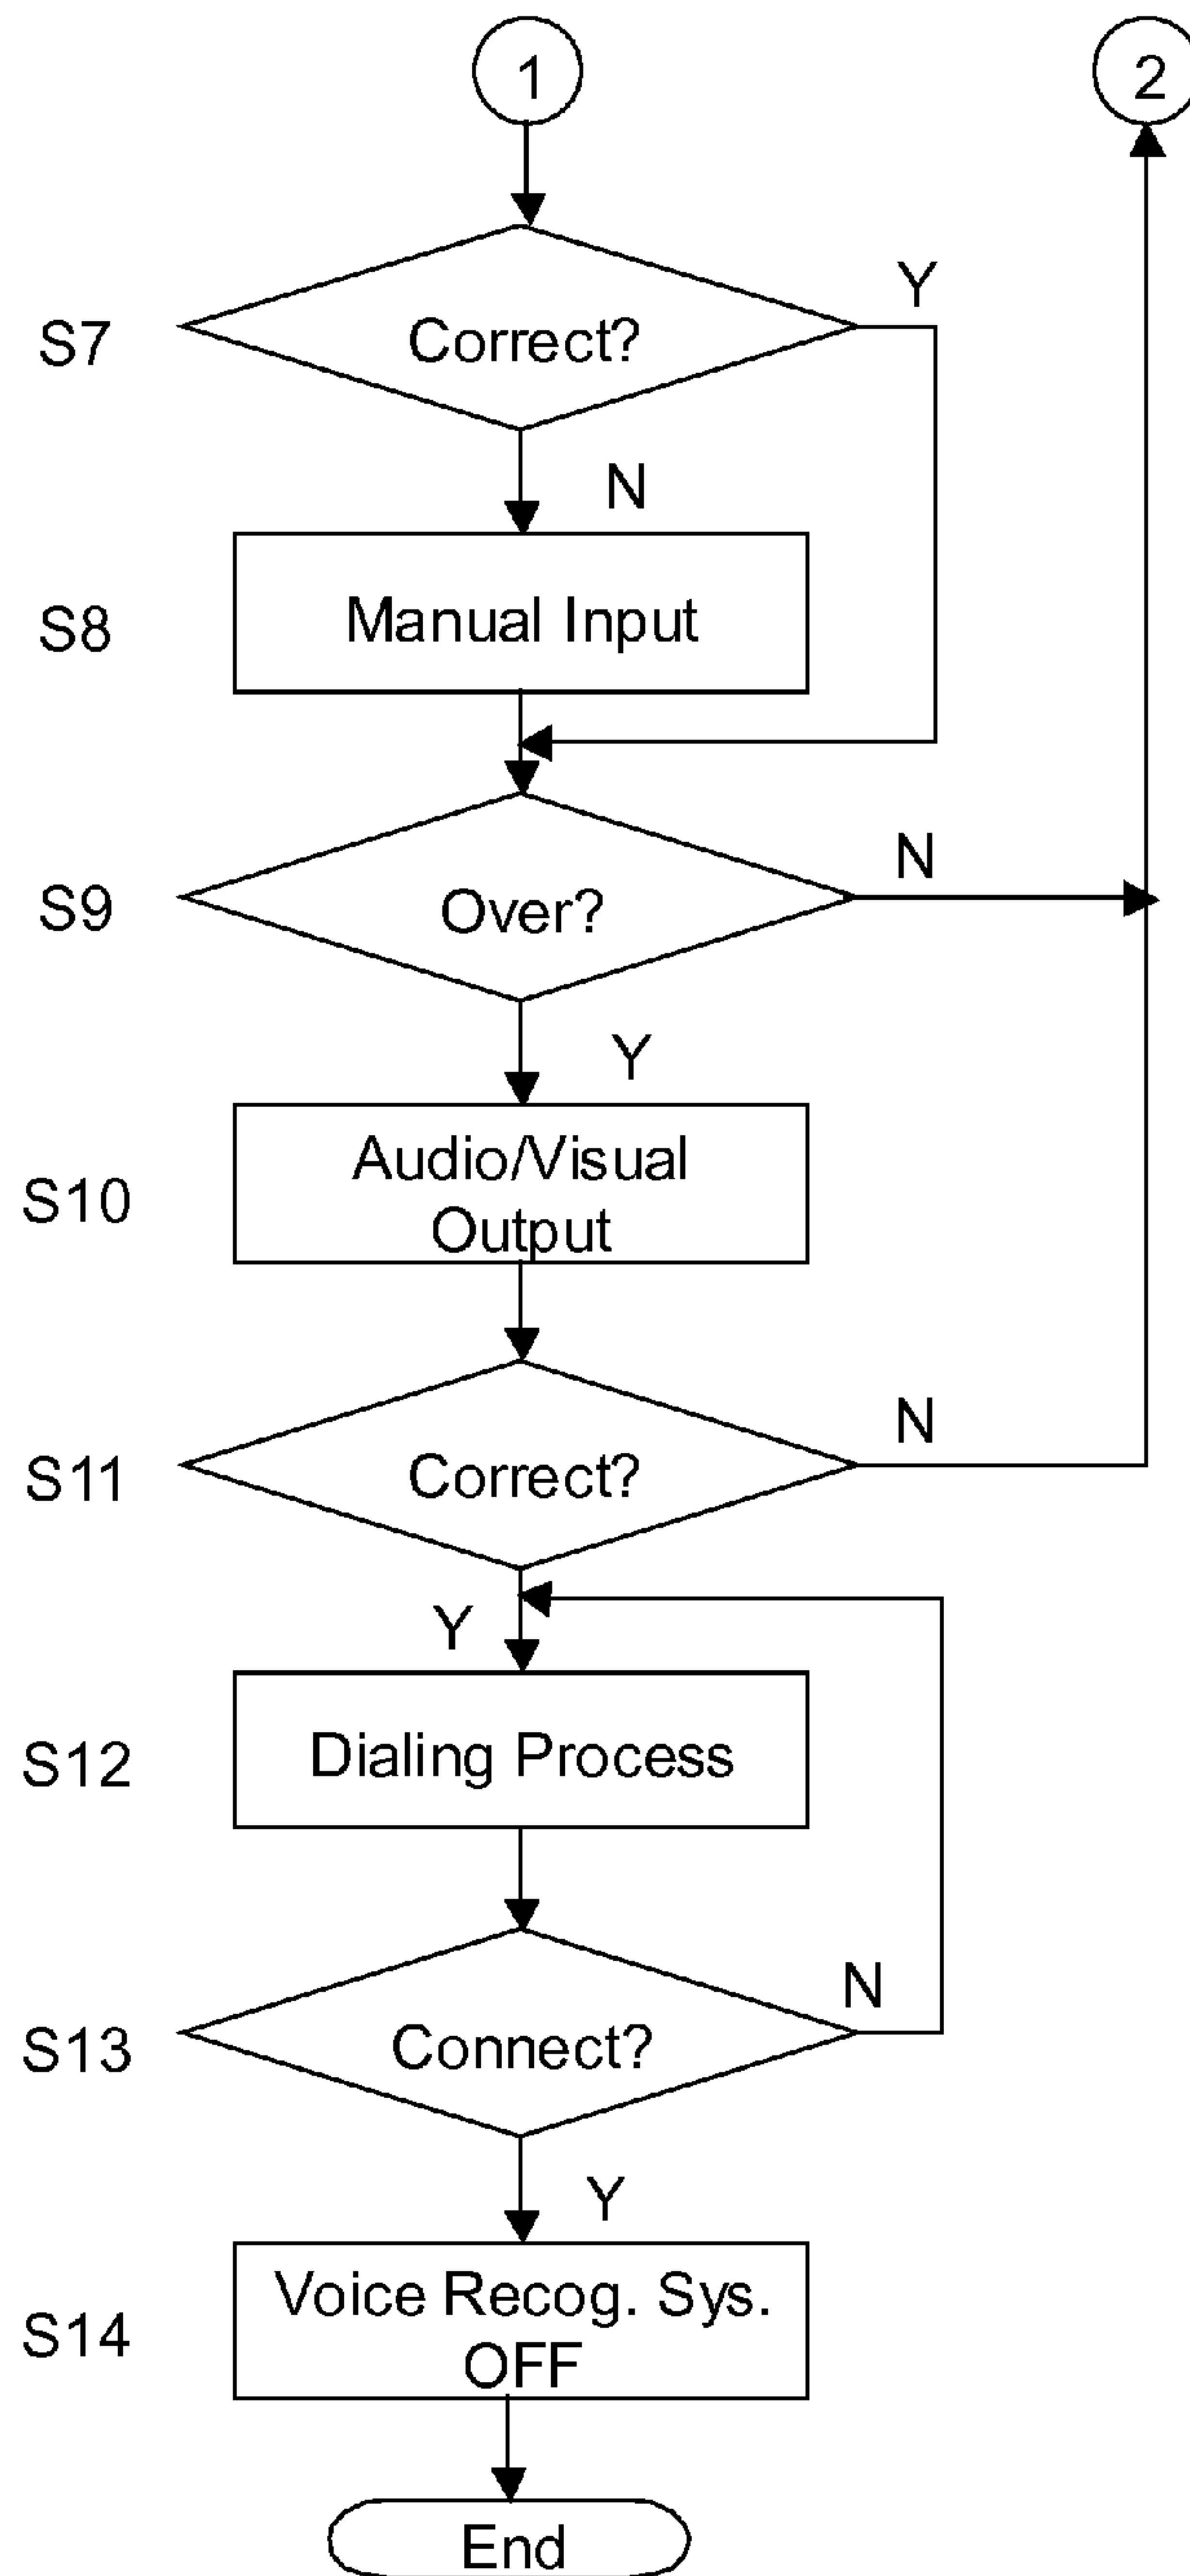 1
2
Y
S7
Correct?
N
S8
Manual Input
N
S9
Over?
Y
S10
Audio/Visual
Output
N
S11
Correct?
Y
S12
Dialing Process
N
S13
Connect?
Y
S14
Voice Recog. Sys.
OFF
End